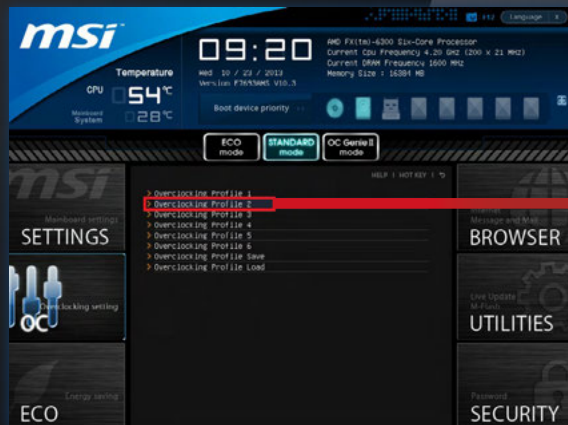 msi
F12
Language X
09:20
Wed 10 / 23 / 2013
Version E7693AMS V10.3
AMD FX(tm)-6300 Six-Core Processor
Current Cpu Frequency 4.20 GHz (200 x 21 MHz)
Current DRAM Frequency 1600 MHz
Memory Size : 16384 MB
Temperature
CPU 54°C
Mainboard
System 28°C
Boot device priority
ECO
mode
STANDARD
mode
OC Genie II
mode
HELP | HOT KEY |
msi
Mainboard settings
SETTINGS
Overclocking setting
OC
Energy saving
ECO
> Overclocking Profile 1
> Overclocking Profile 2
> Overclocking Profile 3
> Overclocking Profile 4
> Overclocking Profile 5
> Overclocking Profile 6
> Overclocking Profile Save
> Overclocking Profile Load
Internet
Message and Mail
BROWSER
Live Update
M-Flash
UTILITIES
Password
SECURITY